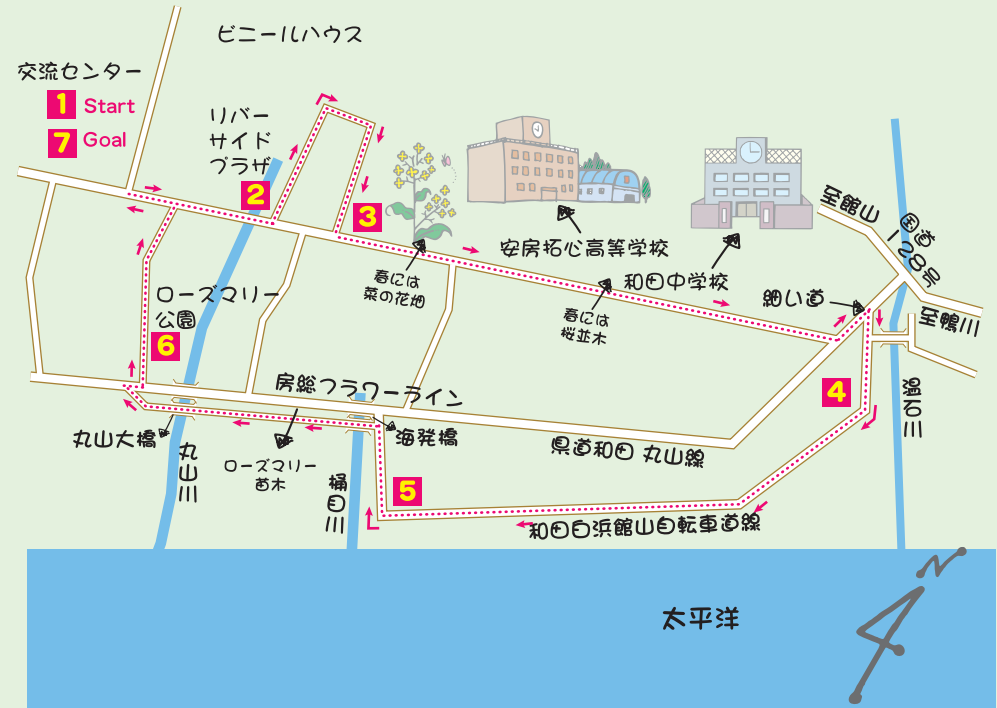 ビニールハウス
交流センター
1 Start
7 Goal
リバー
サイド
プラザ
2
3
安房拓心高等学校
和田中学校
至館山
国道
128号
至鴨川
春には
菜の花畑
春には
桜並木
細い道
ローズマリー
公園
6
房総フラワーライン
4
丸山大橋
丸山川
ローズマリー
苗木
海発橋
県道和田 丸山線
5
和田白浜館山自転車道線
太平洋
N